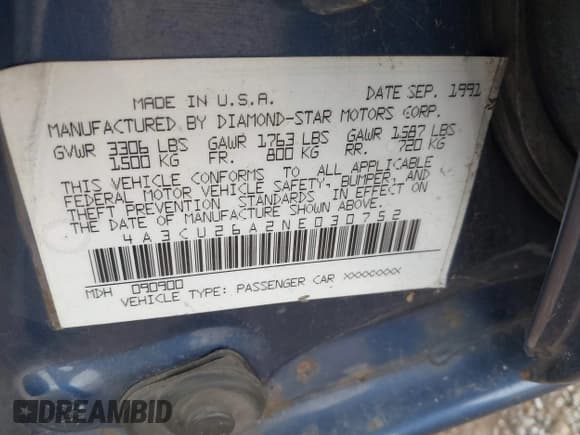 MADE IN U.S.A. DATE SEP. 1991
MANUFACTURED BY DIAMOND-STAR MOTORS CORP.
GVWR 3306 LBS GAWR 1763 LBS GAWR 1587 LBS
1500 KG FR. 800 KG RR. 720 KG
THIS VEHICLE CONFORMS TO ALL APPLICABLE
FEDERAL MOTOR VEHICLE SAFETY, BUMPER, AND
THEFT PREVENTION STANDARDS IN EFFECT ON
THE DATE OF MANUFACTURE SHOWN ABOVE.
4A3CU26A2NE030752
MDH 090900
VEHICLE TYPE: PASSENGER CAR XXXXXXXX
DREAMBID